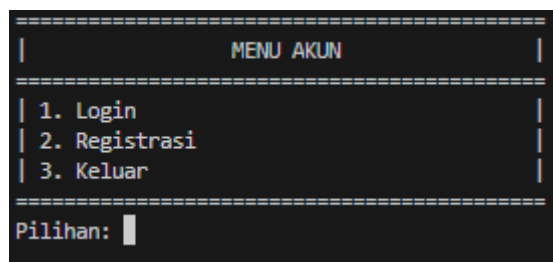 ============================================
|                 MENU AKUN                |
============================================
| 1. Login                                 |
| 2. Registrasi                            |
| 3. Keluar                                |
============================================
Pilihan: